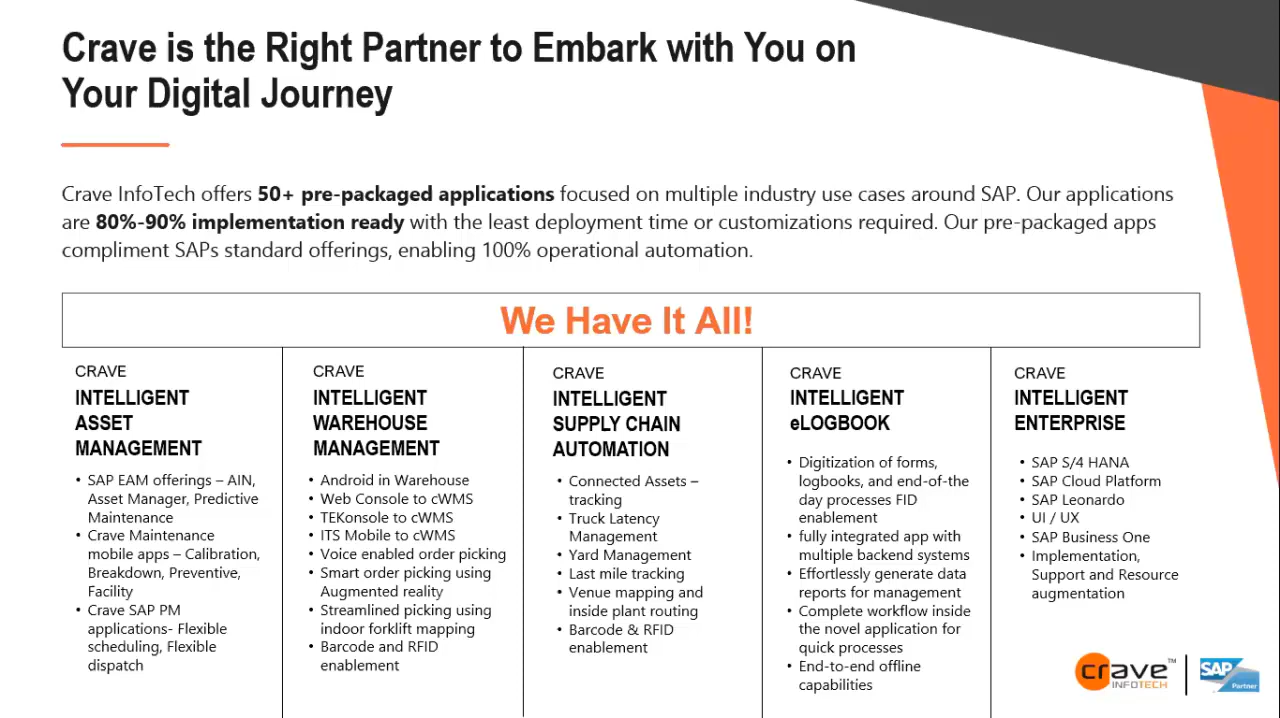 Crave is the Right Partner to Embark with You on
Your Digital Journey
Crave InfoTech offers 50+ pre-packaged applications focused on multiple industry use cases around SAP. Our applications
are 80%-90% implementation ready with the least deployment time or customizations required. Our pre-packaged apps
compliment SAPs standard offerings, enabling 100% operational automation.
We Have It All!
CRAVE
INTELLIGENT
ASSET
MANAGEMENT
• SAP EAM offerings – AIN,
Asset Manager, Predictive
Maintenance
• Crave Maintenance
mobile apps – Calibration,
Breakdown, Preventive,
Facility
• Crave SAP PM
applications- Flexible
scheduling, Flexible
dispatch
CRAVE
INTELLIGENT
WAREHOUSE
MANAGEMENT
• Android in Warehouse
• Web Console to cWMS
• TEKonsole to cWMS
• ITS Mobile to cWMS
• Voice enabled order picking
• Smart order picking using
Augmented reality
• Streamlined picking using
indoor forklift mapping
• Barcode and RFID
enablement
CRAVE
INTELLIGENT
SUPPLY CHAIN
AUTOMATION
• Connected Assets –
tracking
• Truck Latency
Management
• Yard Management
• Last mile tracking
• Venue mapping and
inside plant routing
• Barcode & RFID
enablement
CRAVE
INTELLIGENT
eLOGBOOK
• Digitization of forms,
logbooks, and end-of-the
day processes FID
enablement
• fully integrated app with
multiple backend systems
• Effortlessly generate data
reports for management
• Complete workflow inside
the novel application for
quick processes
• End-to-end offline
capabilities
CRAVE
INTELLIGENT
ENTERPRISE
• SAP S/4 HANA
• SAP Cloud Platform
• SAP Leonardo
• UI / UX
• SAP Business One
• Implementation,
Support and Resource
augmentation
crave™
INFOTECH
SAP
Partner